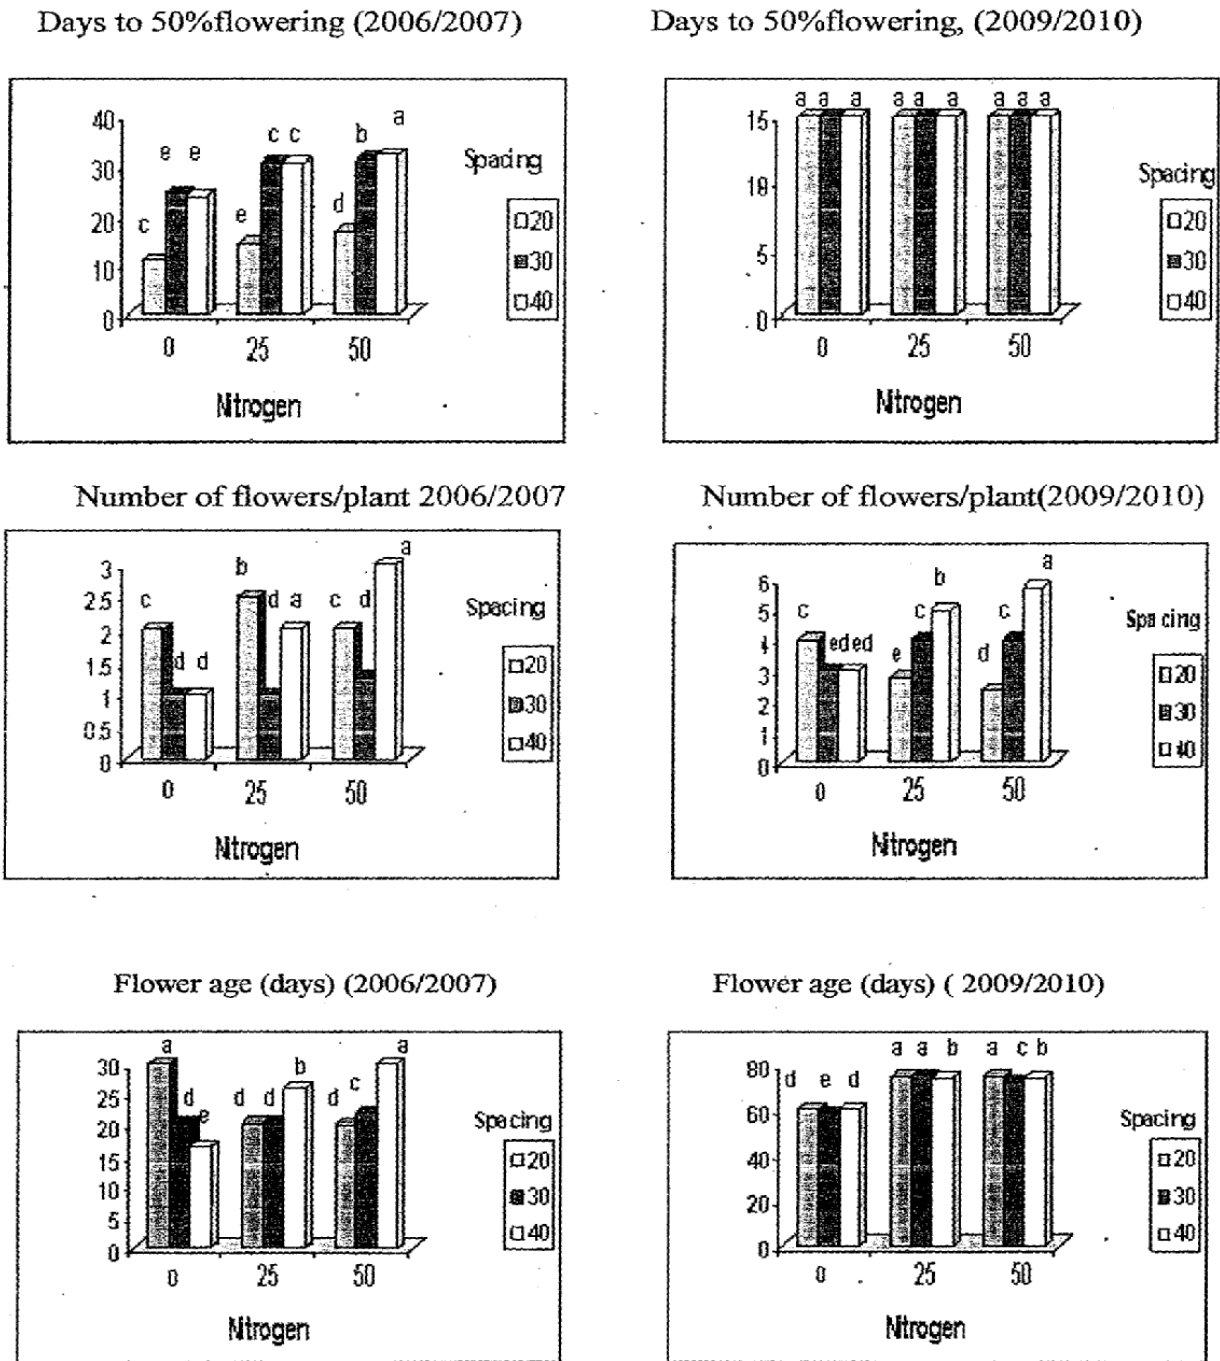 Days to 50%flowering (2006/2007)
40
30
20
10
0
c e e
e c c
d b a
0 25 50
Nitrogen
Spacing
20
30
40
Days to 50%flowering, (2009/2010)
15
10
5
0
a a a
a a a
a a a
0 25 50
Nitrogen
Spacing
20
30
40
Number of flowers/plant 2006/2007
3
2.5
2
1.5
1
0.5
0
c d d
b d a
c d a
0 25 50
Nitrogen
Spacing
20
30
40
Number of flowers/plant(2009/2010)
6
5
4
3
2
1
0
c ed ed
e c b
d c a
0 25 50
Nitrogen
Spacing
20
30
40
Flower age (days) (2006/2007)
30
25
20
15
10
5
0
a d e
d d b
d c a
0 25 50
Nitrogen
Spacing
20
30
40
Flower age (days) ( 2009/2010)
80
60
40
20
0
d e d
a a b
a c b
0 25 50
Nitrogen
Spacing
20
30
40